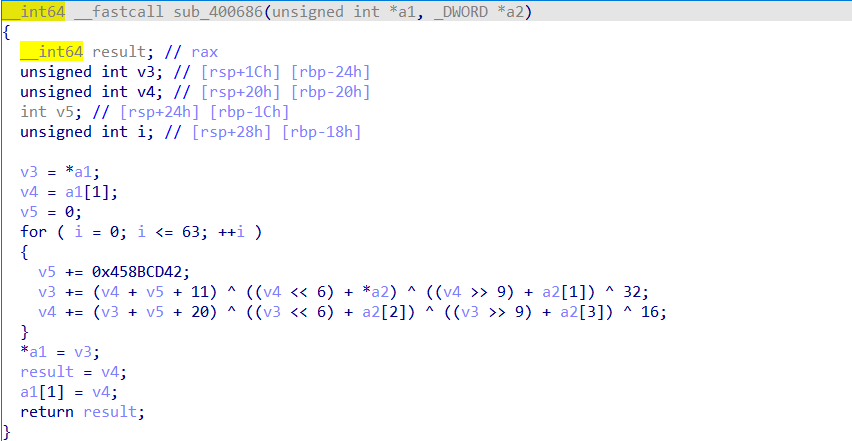 __int64 __fastcall sub_400686(unsigned int *a1, _DWORD *a2)
{
  __int64 result; // rax
  unsigned int v3; // [rsp+1Ch] [rbp-24h]
  unsigned int v4; // [rsp+20h] [rbp-20h]
  int v5; // [rsp+24h] [rbp-1Ch]
  unsigned int i; // [rsp+28h] [rbp-18h]

  v3 = *a1;
  v4 = a1[1];
  v5 = 0;
  for ( i = 0; i <= 63; ++i )
  {
    v5 += 0x458BCD42;
    v3 += (v4 + v5 + 11) ^ ((v4 << 6) + *a2) ^ ((v4 >> 9) + a2[1]) ^ 32;
    v4 += (v3 + v5 + 20) ^ ((v3 << 6) + a2[2]) ^ ((v3 >> 9) + a2[3]) ^ 16;
  }
  *a1 = v3;
  result = v4;
  a1[1] = v4;
  return result;
}